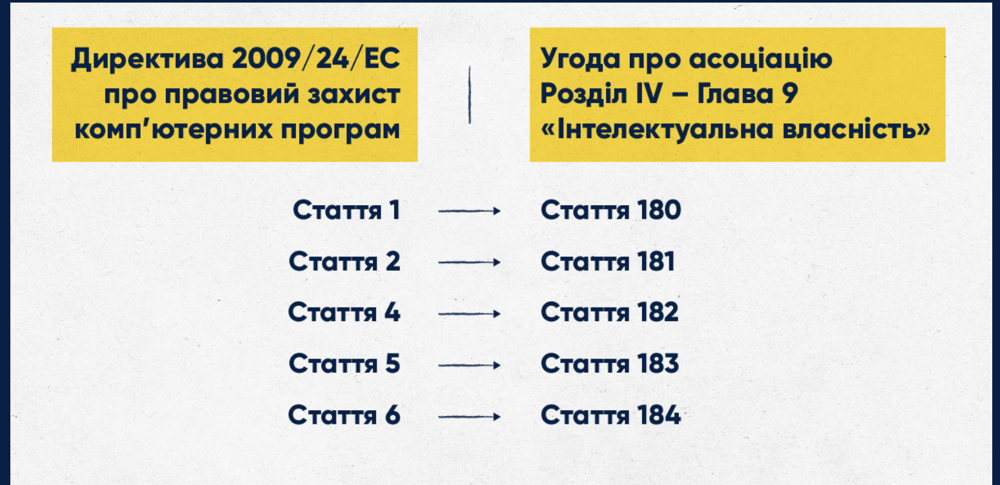 Директива 2009/24/ЕС
про правовий захист
комп’ютерних програм
Угода про асоціацію
Розділ IV – Глава 9
«Інтелектуальна власність»
Стаття 1 → Стаття 180
Стаття 2 → Стаття 181
Стаття 4 → Стаття 182
Стаття 5 → Стаття 183
Стаття 6 → Стаття 184